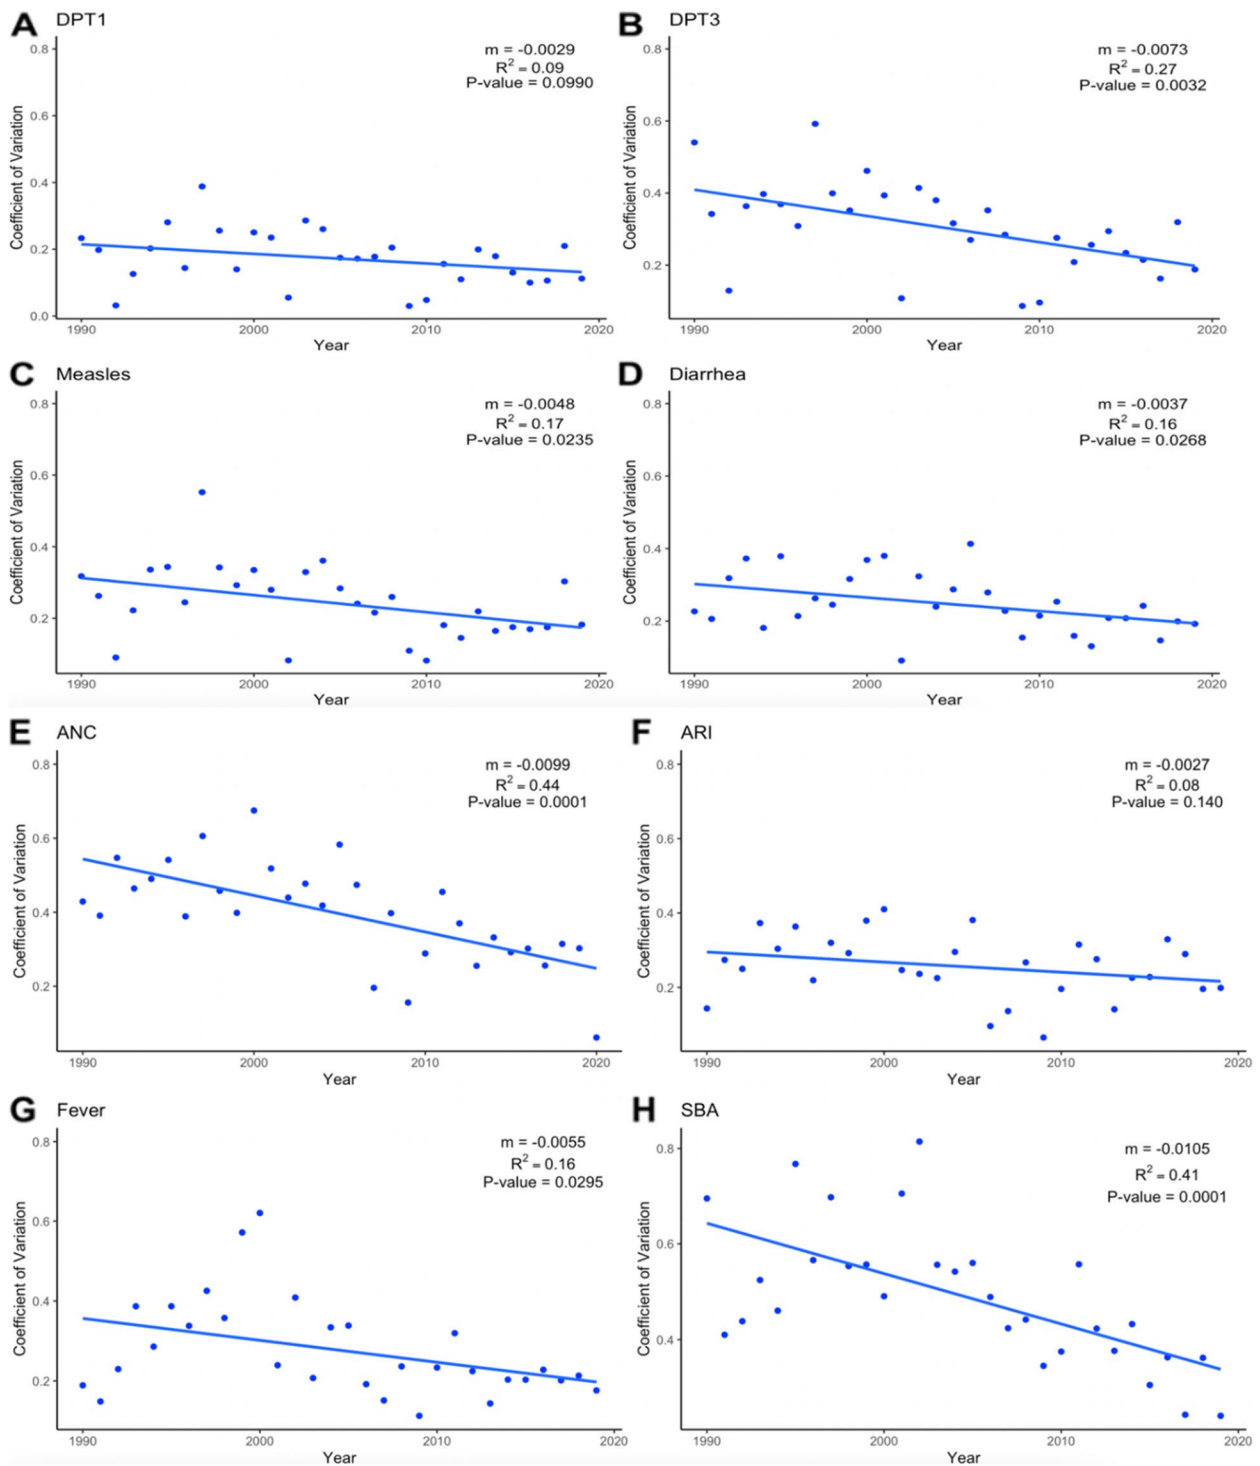 A DPT1
m = -0.0029
R² = 0.09
P-value = 0.0990
Coefficient of Variation
0.8
0.6
0.4
0.2
0.0
1990 2000 2010 2020
Year
B DPT3
m = -0.0073
R² = 0.27
P-value = 0.0032
Coefficient of Variation
0.8
0.6
0.4
0.2
1990 2000 2010 2020
Year
C Measles
m = -0.0048
R² = 0.17
P-value = 0.0235
Coefficient of Variation
0.8
0.6
0.4
0.2
1990 2000 2010 2020
Year
D Diarrhea
m = -0.0037
R² = 0.16
P-value = 0.0268
Coefficient of Variation
0.8
0.6
0.4
0.2
1990 2000 2010 2020
Year
E ANC
m = -0.0099
R² = 0.44
P-value = 0.0001
Coefficient of Variation
0.8
0.6
0.4
0.2
1990 2000 2010 2020
Year
F ARI
m = -0.0027
R² = 0.08
P-value = 0.140
Coefficient of Variation
0.8
0.6
0.4
0.2
1990 2000 2010 2020
Year
G Fever
m = -0.0055
R² = 0.16
P-value = 0.0295
Coefficient of Variation
0.8
0.6
0.4
0.2
1990 2000 2010 2020
Year
H SBA
m = -0.0105
R² = 0.41
P-value = 0.0001
Coefficient of Variation
0.8
0.6
0.4
1990 2000 2010 2020
Year